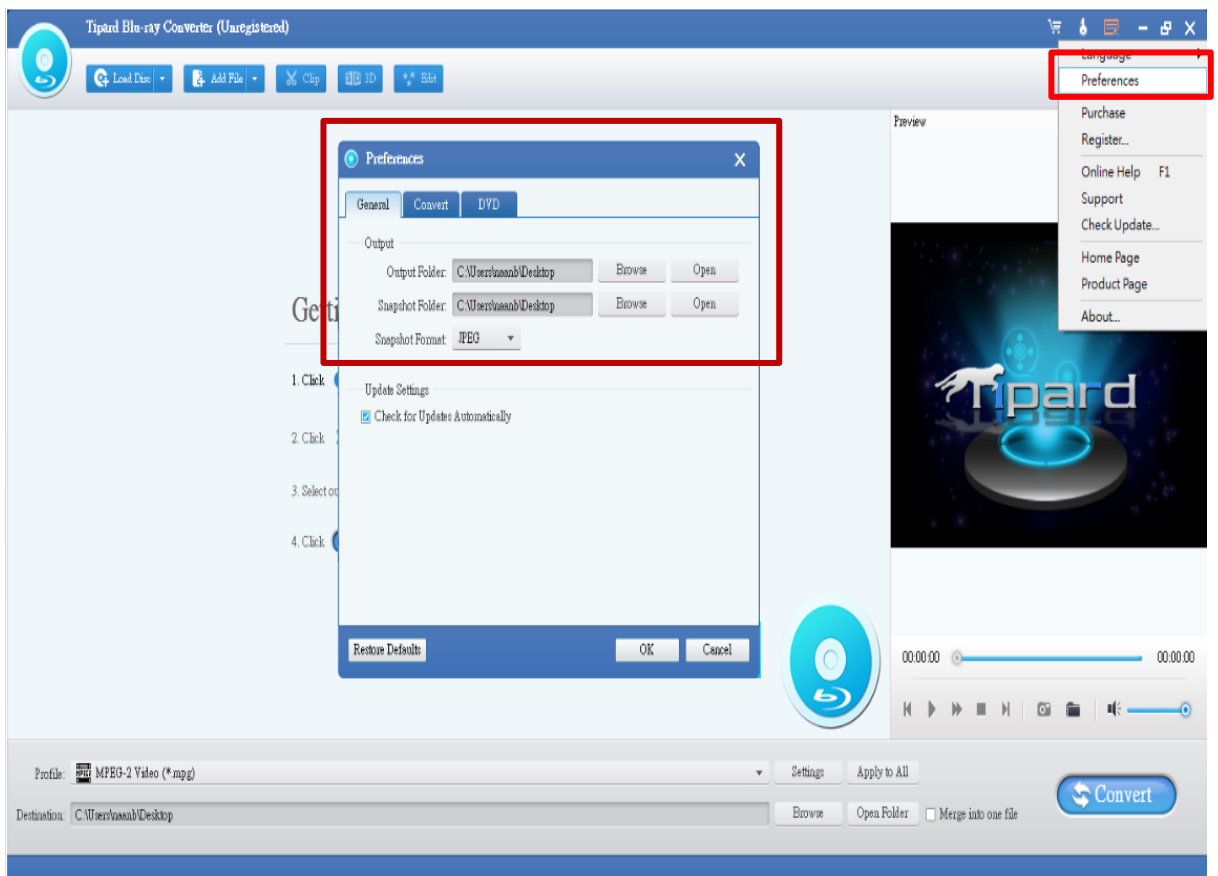 Tipard Blu-ray Converter (Unregistered)
Load Disc
Add File
Clip
3D
Edit
Language
Preferences
Purchase
Register...
Online Help F1
Support
Check Update...
Home Page
Product Page
About...
Preview
Preferences
General Convert DVD
Output
Output Folder: C:\Users\naanb\Desktop Browse Open
Snapshot Folder: C:\Users\naanb\Desktop Browse Open
Snapshot Format: JPEG
Update Settings
Check for Updates Automatically
Restore Defaults OK Cancel
1. Click
2. Click
3. Select
4. Click
Tipard
00:00:00 00:00:00
Profile: MPEG-2 Video (*.mpg) Settings Apply to All
Destination: C:\Users\naanb\Desktop Browse Open Folder Merge into one file
Convert